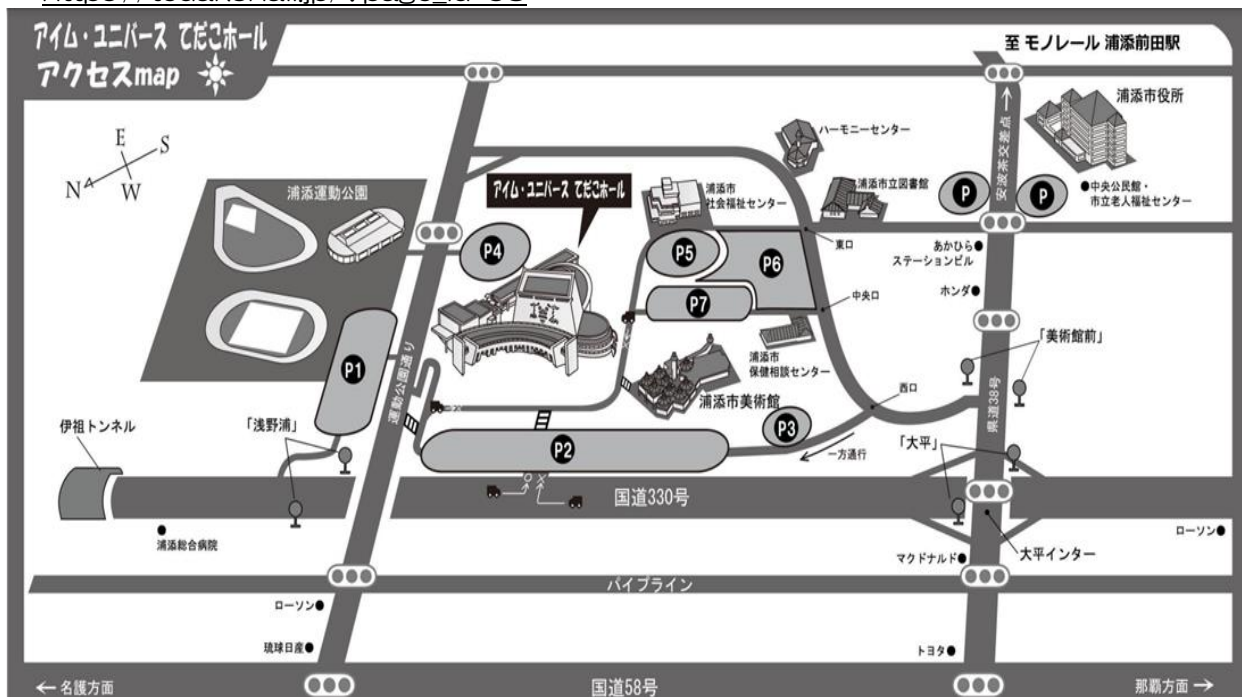 https://tedakohall.jp/?page_id=66
アイム・ユニバース てだこホール
アクセスmap
至 モノレール 浦添前田駅
浦添市役所
安波茶交差点
ハーモニーセンター
E
S
N
W
浦添運動公園
アイム・ユニバース てだこホール
浦添市
社会福祉センター
浦添市立図書館
P
P
中央公民館・
市立老人福祉センター
P4
P5
P6
東口
あかひら
ステーションビル
P7
中央口
ホンダ
運動公園通り
P1
浦添市
保健相談センター
「美術館前」
浦添市美術館
西口
県道38号
伊祖トンネル
「浅野浦」
P2
P3
一方通行
「大平」
国道330号
浦添総合病院
マクドナルド
大平インター
ローソン
パイプライン
ローソン
琉球日産
トヨタ
← 名護方面
国道58号
那覇方面 →